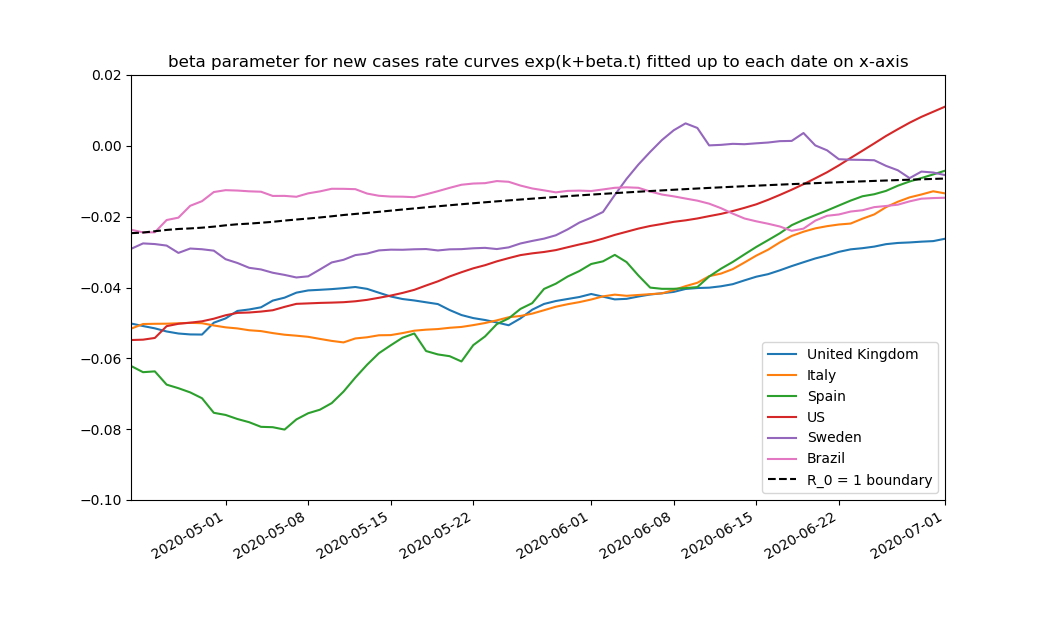 beta parameter for new cases rate curves exp(k+beta.t) fitted up to each date on x-axis
0.02
0.00
−0.02
−0.04
−0.06
−0.08
−0.10
United Kingdom
Italy
Spain
US
Sweden
Brazil
R_0 = 1 boundary
2020-05-01
2020-05-08
2020-05-15
2020-05-22
2020-06-01
2020-06-08
2020-06-15
2020-06-22
2020-07-01